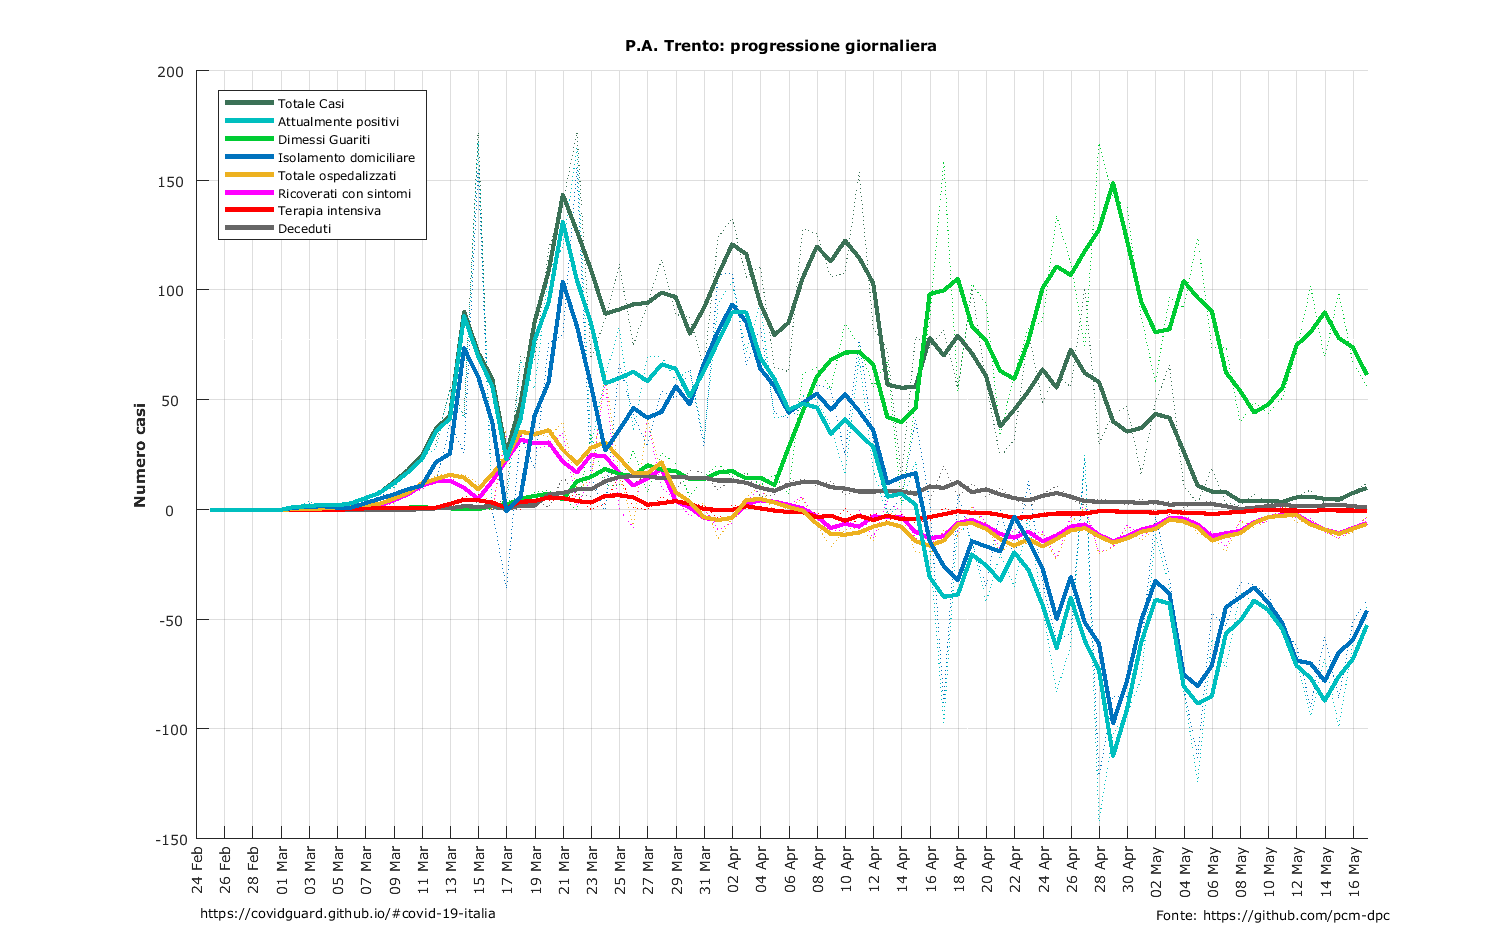 P.A. Trento: progressione giornaliera
200
150
100
50
0
-50
-100
-150
Numero casi
Totale Casi
Attualmente positivi
Dimessi Guariti
Isolamento domiciliare
Totale ospedalizzati
Ricoverati con sintomi
Terapia intensiva
Deceduti
24 Feb
26 Feb
28 Feb
01 Mar
03 Mar
05 Mar
07 Mar
09 Mar
11 Mar
13 Mar
15 Mar
17 Mar
19 Mar
21 Mar
23 Mar
25 Mar
27 Mar
29 Mar
31 Mar
02 Apr
04 Apr
06 Apr
08 Apr
10 Apr
12 Apr
14 Apr
16 Apr
18 Apr
20 Apr
22 Apr
24 Apr
26 Apr
28 Apr
30 Apr
02 May
04 May
06 May
08 May
10 May
12 May
14 May
16 May
https://covidguard.github.io/#covid-19-italia
Fonte: https://github.com/pcm-dpc